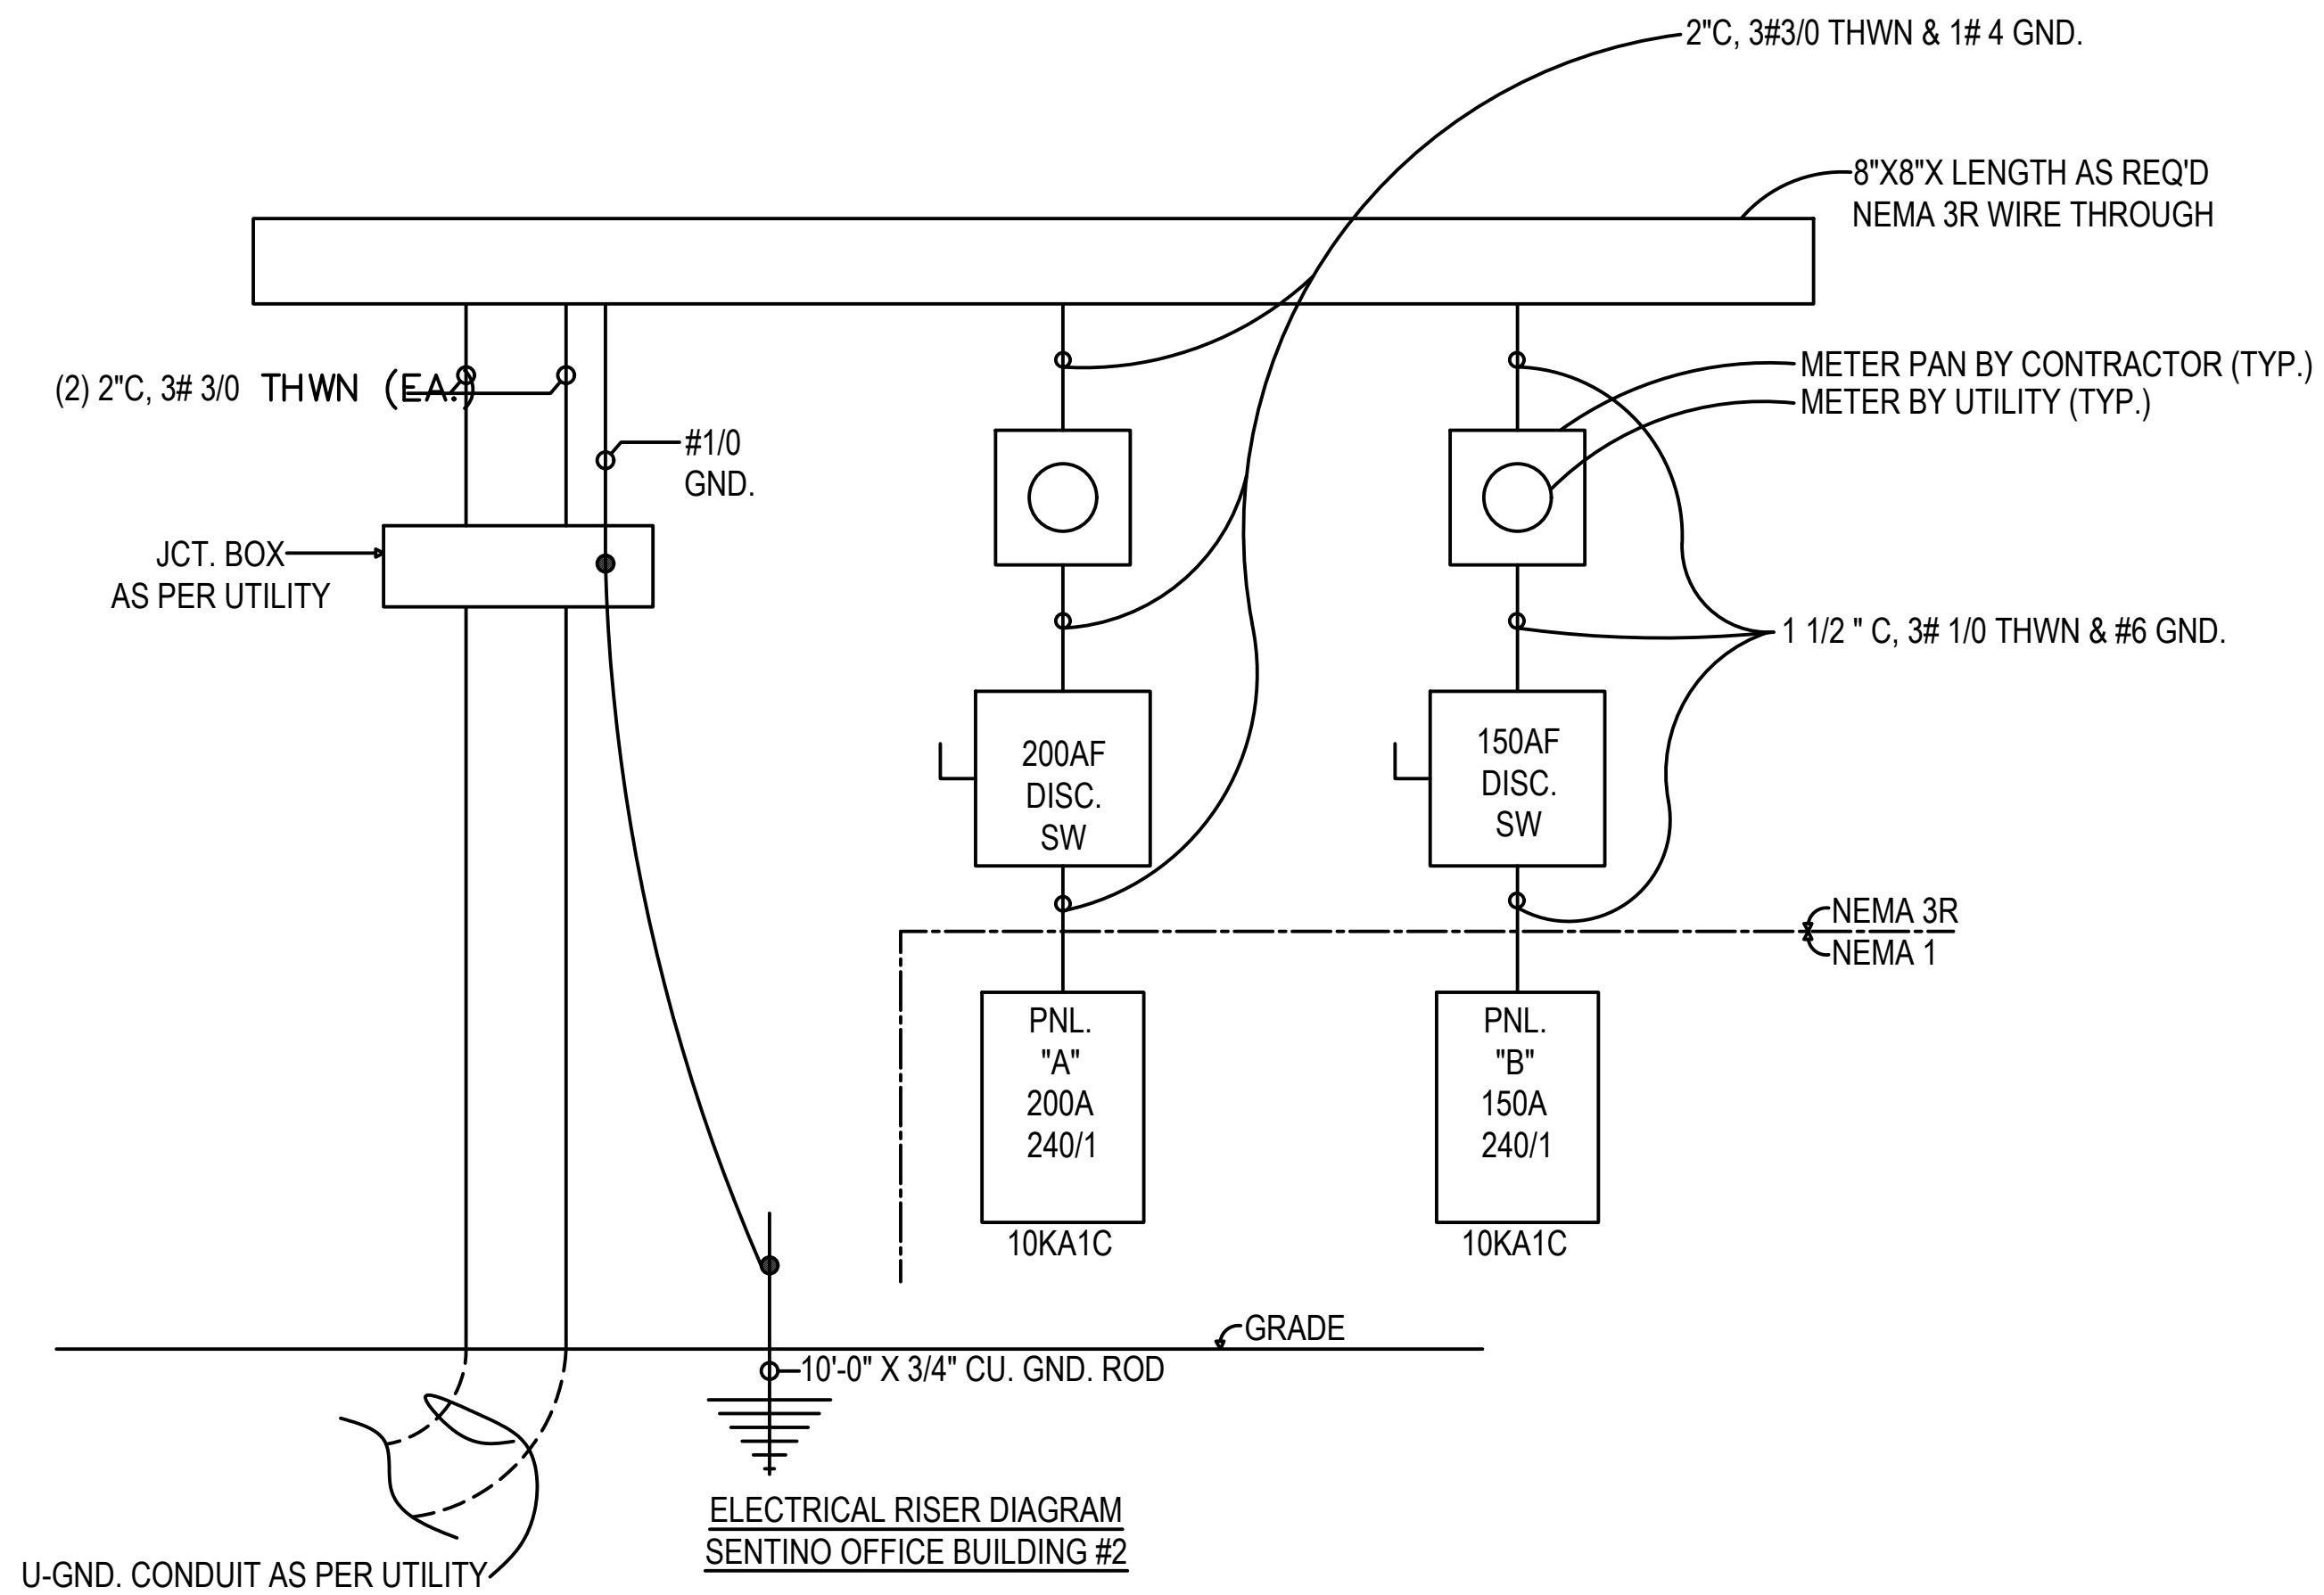 2"C, 3#3/0 THWN & 1# 4 GND.
8"X8"X LENGTH AS REQ'D
NEMA 3R WIRE THROUGH
(2) 2"C, 3# 3/0 THWN (EA.)
METER PAN BY CONTRACTOR (TYP.)
METER BY UTILITY (TYP.)
#1/0
GND.
JCT. BOX
AS PER UTILITY
1 1/2 " C, 3# 1/0 THWN & #6 GND.
200AF
DISC.
SW
150AF
DISC.
SW
NEMA 3R
NEMA 1
PNL.
"A"
200A
240/1
10KA1C
PNL.
"B"
150A
240/1
10KA1C
GRADE
10'-0" X 3/4" CU. GND. ROD
ELECTRICAL RISER DIAGRAM
SENTINO OFFICE BUILDING #2
U-GND. CONDUIT AS PER UTILITY